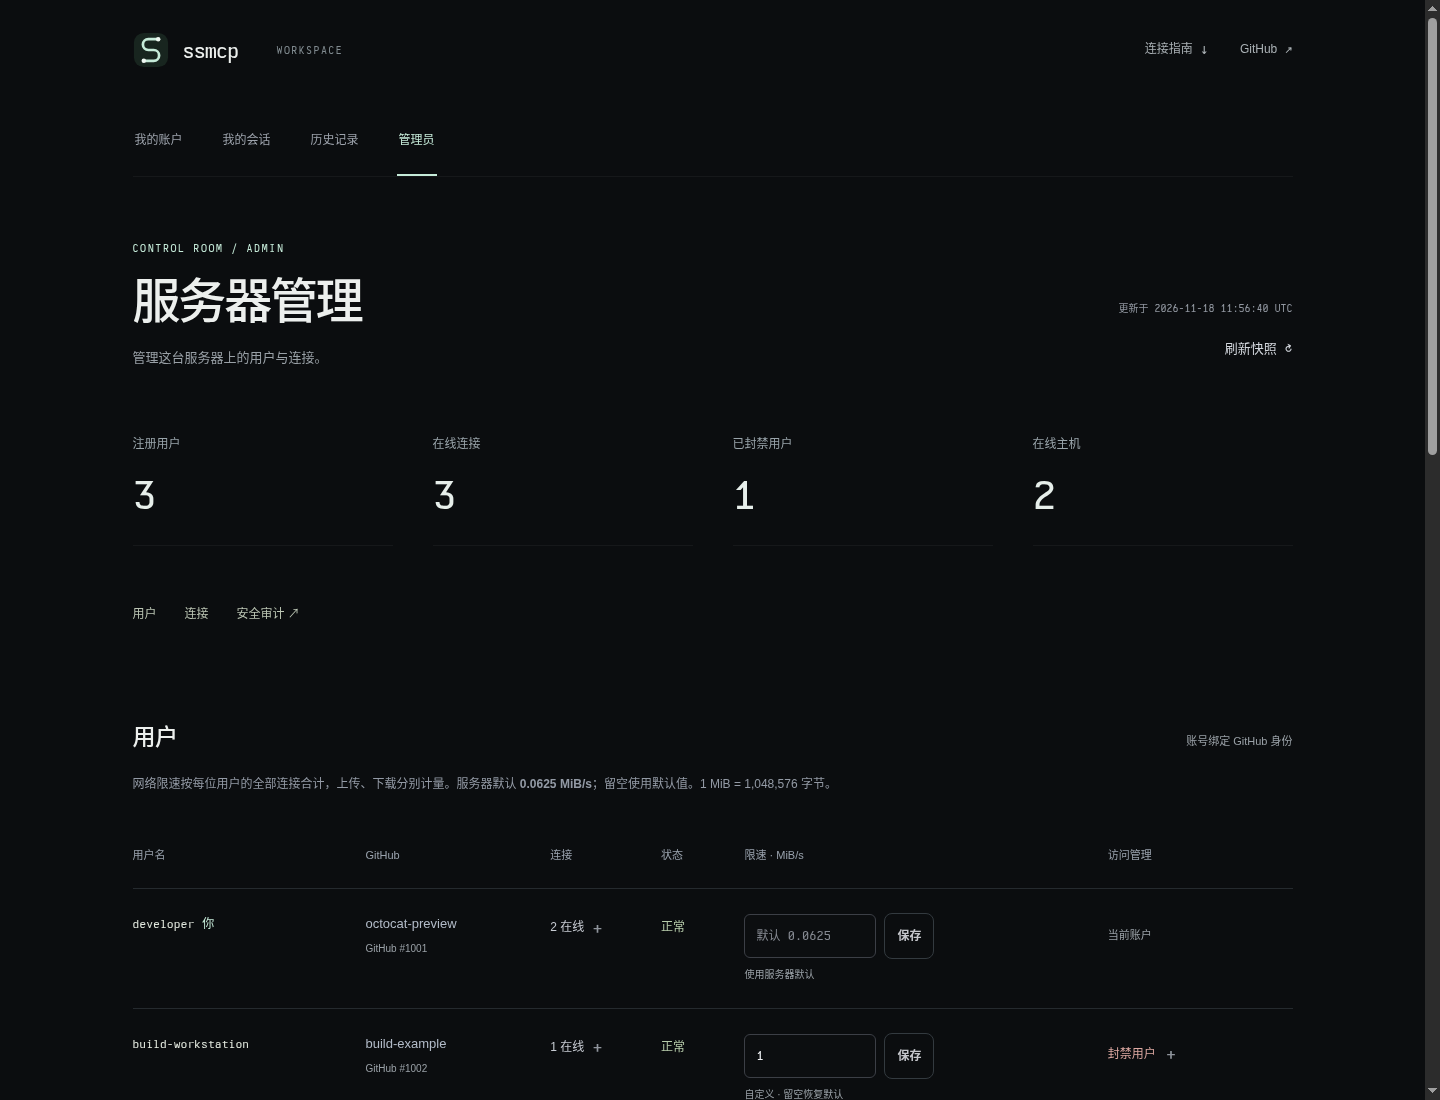 ssmcp WORKSPACE 连接指南 ↓ GitHub ↗
我的账户 我的会话 历史记录 管理员
CONTROL ROOM / ADMIN
服务器管理
更新于 2026-11-18 11:56:40 UTC
管理这台服务器上的用户与连接。
刷新快照 ↻
注册用户 在线连接 已封禁用户 在线主机
3 3 1 2
用户 连接 安全审计 ↗
用户
账号绑定 GitHub 身份
网络限速按每位用户的全部连接合计，上传、下载分别计量。服务器默认 0.0625 MiB/s；留空使用默认值。1 MiB = 1,048,576 字节。
用户名 GitHub 连接 状态 限速 · MiB/s 访问管理
developer 你 octocat-preview 2 在线 + 正常 默认 0.0625 保存 当前账户
GitHub #1001
使用服务器默认
build-workstation build-example 1 在线 + 正常 1 保存 封禁用户 +
GitHub #1002
自定义 · 留空恢复默认